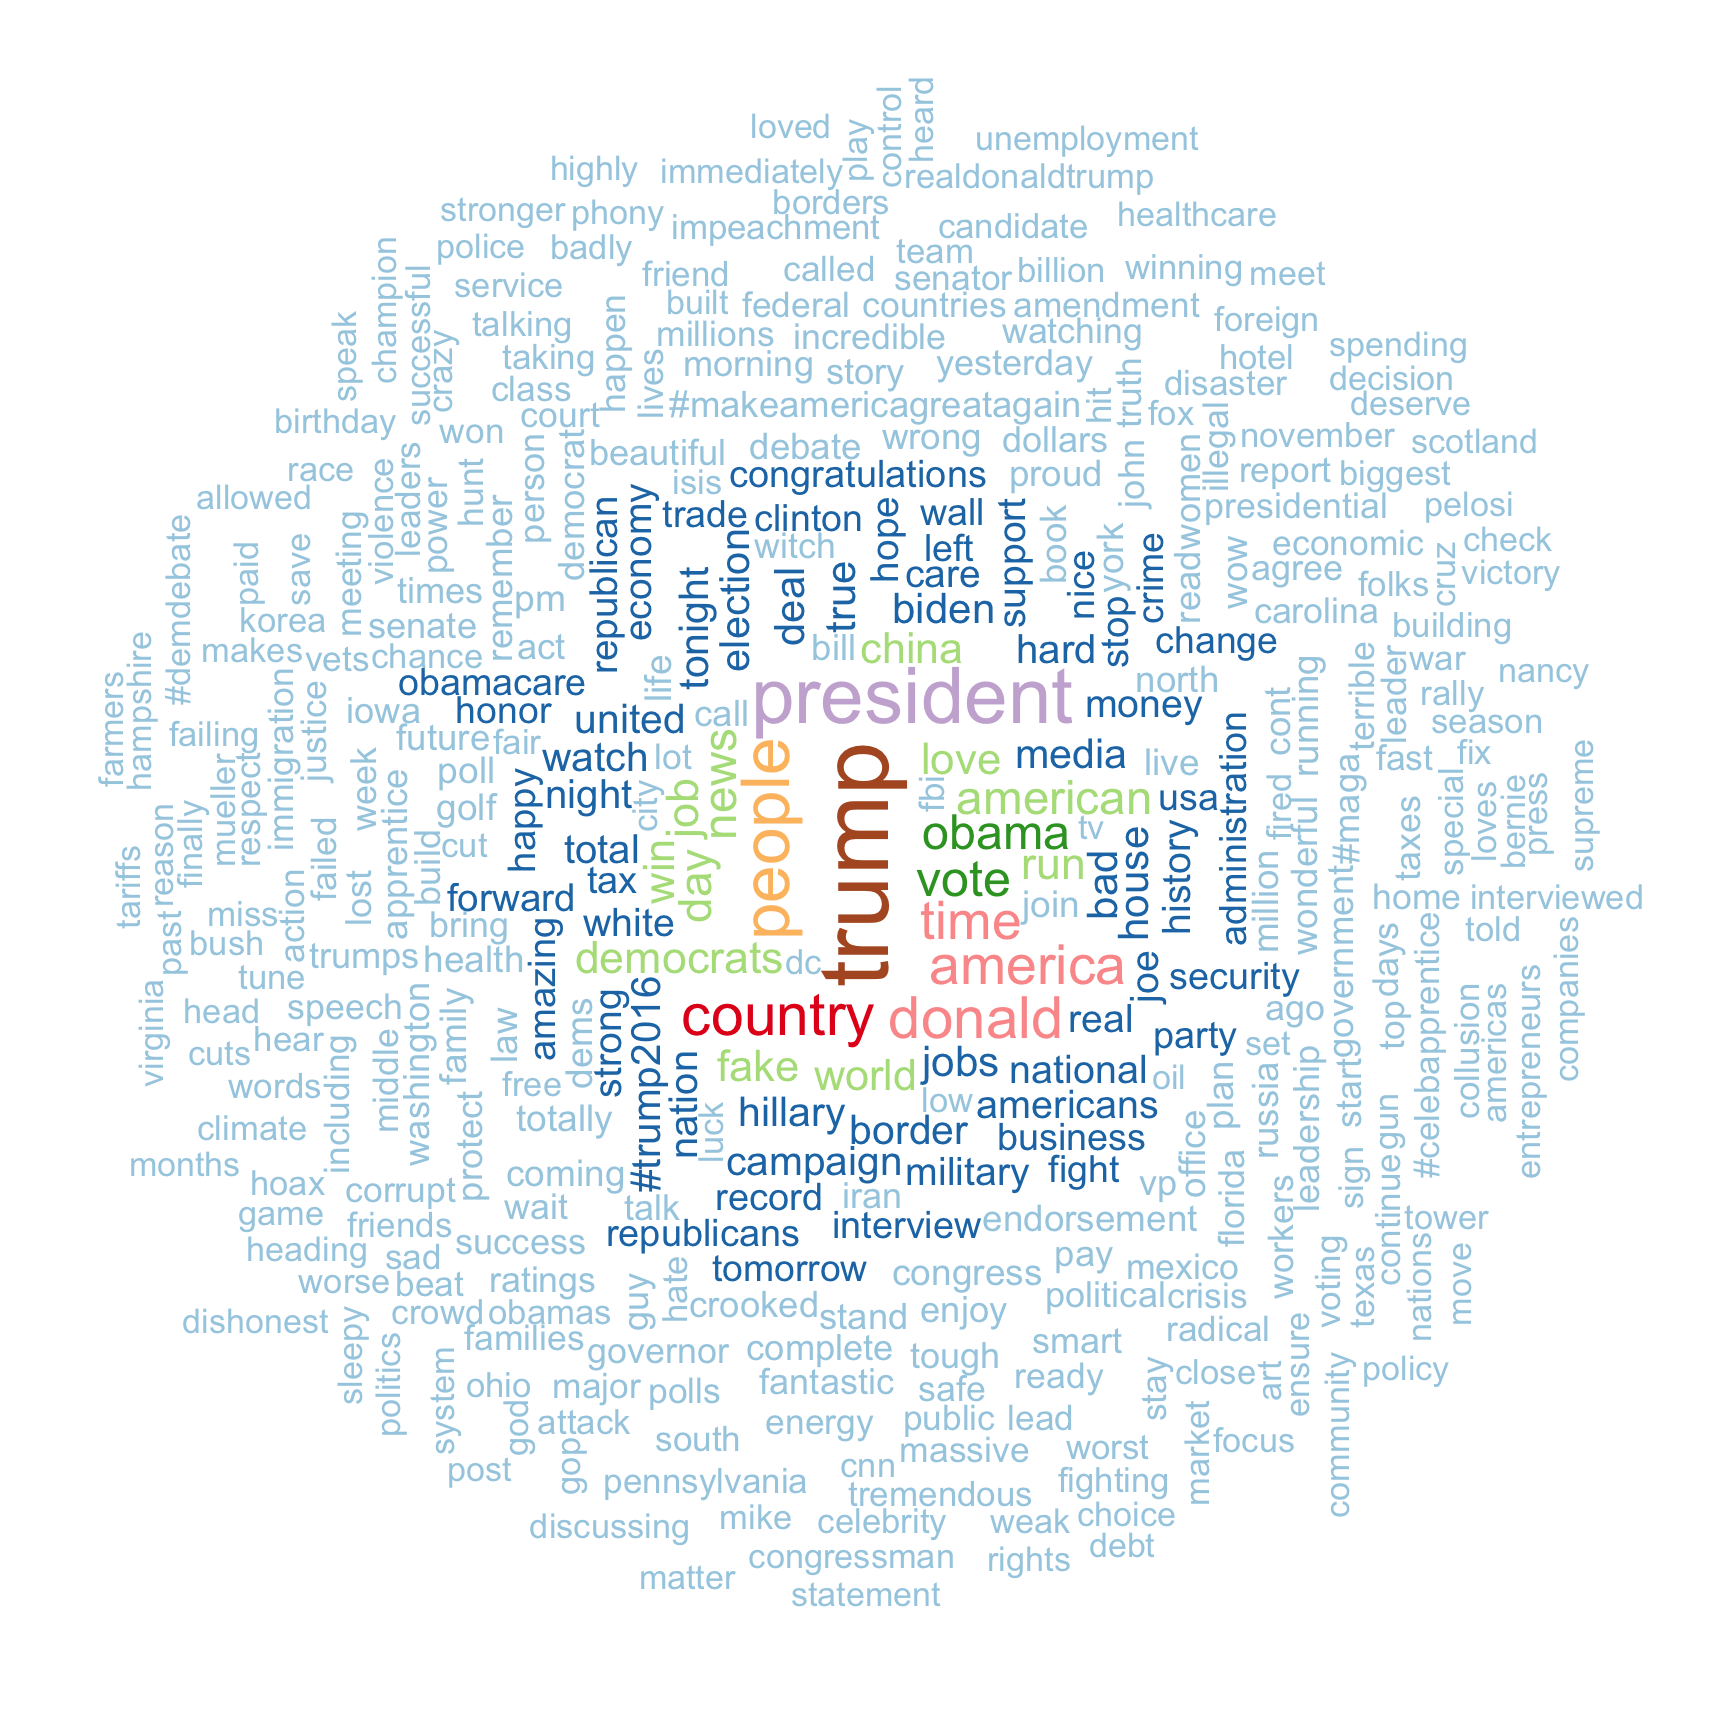 heard
control
play
loved
unemployment
highly
immediately
realdonaldtrump
borders
stronger
phony
impeachment
candidate
healthcare
police
badly
team
friend
called
senator
billion
winning
meet
champion
successful
service
built
federal
countries
amendment
speak
crazy
talking
happen
millions
incredible
watching
foreign
taking
lives
morning
story
yesterday
hotel
spending
class
#makeamericagreatagain
hit
truth
disaster
decision
birthday
won
court
fox
deserve
beautiful
debate
wrong
dollars
john
readwomen
illegal
november
scotland
race
leaders
hunt
person
democrat
isis
congratulations
proud
report
biggest
allowed
violence
power
remember
republican
economy
trade
clinton
hope
wall
support
book
york
presidential
pelosi
#demdebate
paid
save
meeting
witch
left
nice
crime
wow
economic
check
times
pm
tonight
election
deal
true
care
biden
stop
agree
folks
cruz
victory
korea
senate
carolina
building
makes
vets
chance
act
bill
china
hard
change
war
terrible
leader
nancy
farmers
hampshire
immigration
justice
obamacare
life
president
north
rally
iowa
honor
united
call
money
running
cont
season
failing
future
fair
watch
lot
news
people
trump
love
media
live
administration
fired
#maga
fast
fix
mueller
respect
week
poll
night
city
job
fbi
american
usa
special
loves
bernie
press
supreme
reason
finally
golf
happy
obama
tv
taxes
tariffs
failed
apprentice
build
cut
total
win
day
run
bad
house
history
wonderful
million
government
lost
forward
tax
vote
home
interviewed
past
miss
action
bring
white
time
join
told
bush
trumps
health
amazing
democrats
dc
america
joe
security
days
top
#celebapprentice
companies
virginia
tune
head
speech
washington
family
law
strong
#trump2016
country
donald
real
party
ago
collusion
americas
entrepreneurs
cuts
hear
including
middle
dems
nation
fake
world
jobs
national
set
start
words
free
oil
russia
leadership
plan
climate
protect
totally
luck
hillary
low
americans
border
business
office
gun
months
hoax
corrupt
coming
campaign
military
fight
vp
sign
continue
game
friends
wait
talk
record
iran
florida
workers
tower
heading
sad
success
republicans
interview
endorsement
worse
beat
ratings
guy
hate
tomorrow
congress
pay
mexico
voting
texas
nations
move
dishonest
crowd
obamas
crooked
stand
enjoy
political
crisis
sleepy
politics
families
governor
complete
tough
smart
radical
ensure
system
ohio
major
polls
fantastic
safe
ready
stay
close
art
policy
community
god
attack
energy
public
lead
market
focus
gop
south
massive
worst
post
pennsylvania
cnn
fighting
tremendous
discussing
mike
celebrity
weak
choice
congressman
rights
debt
matter
statement